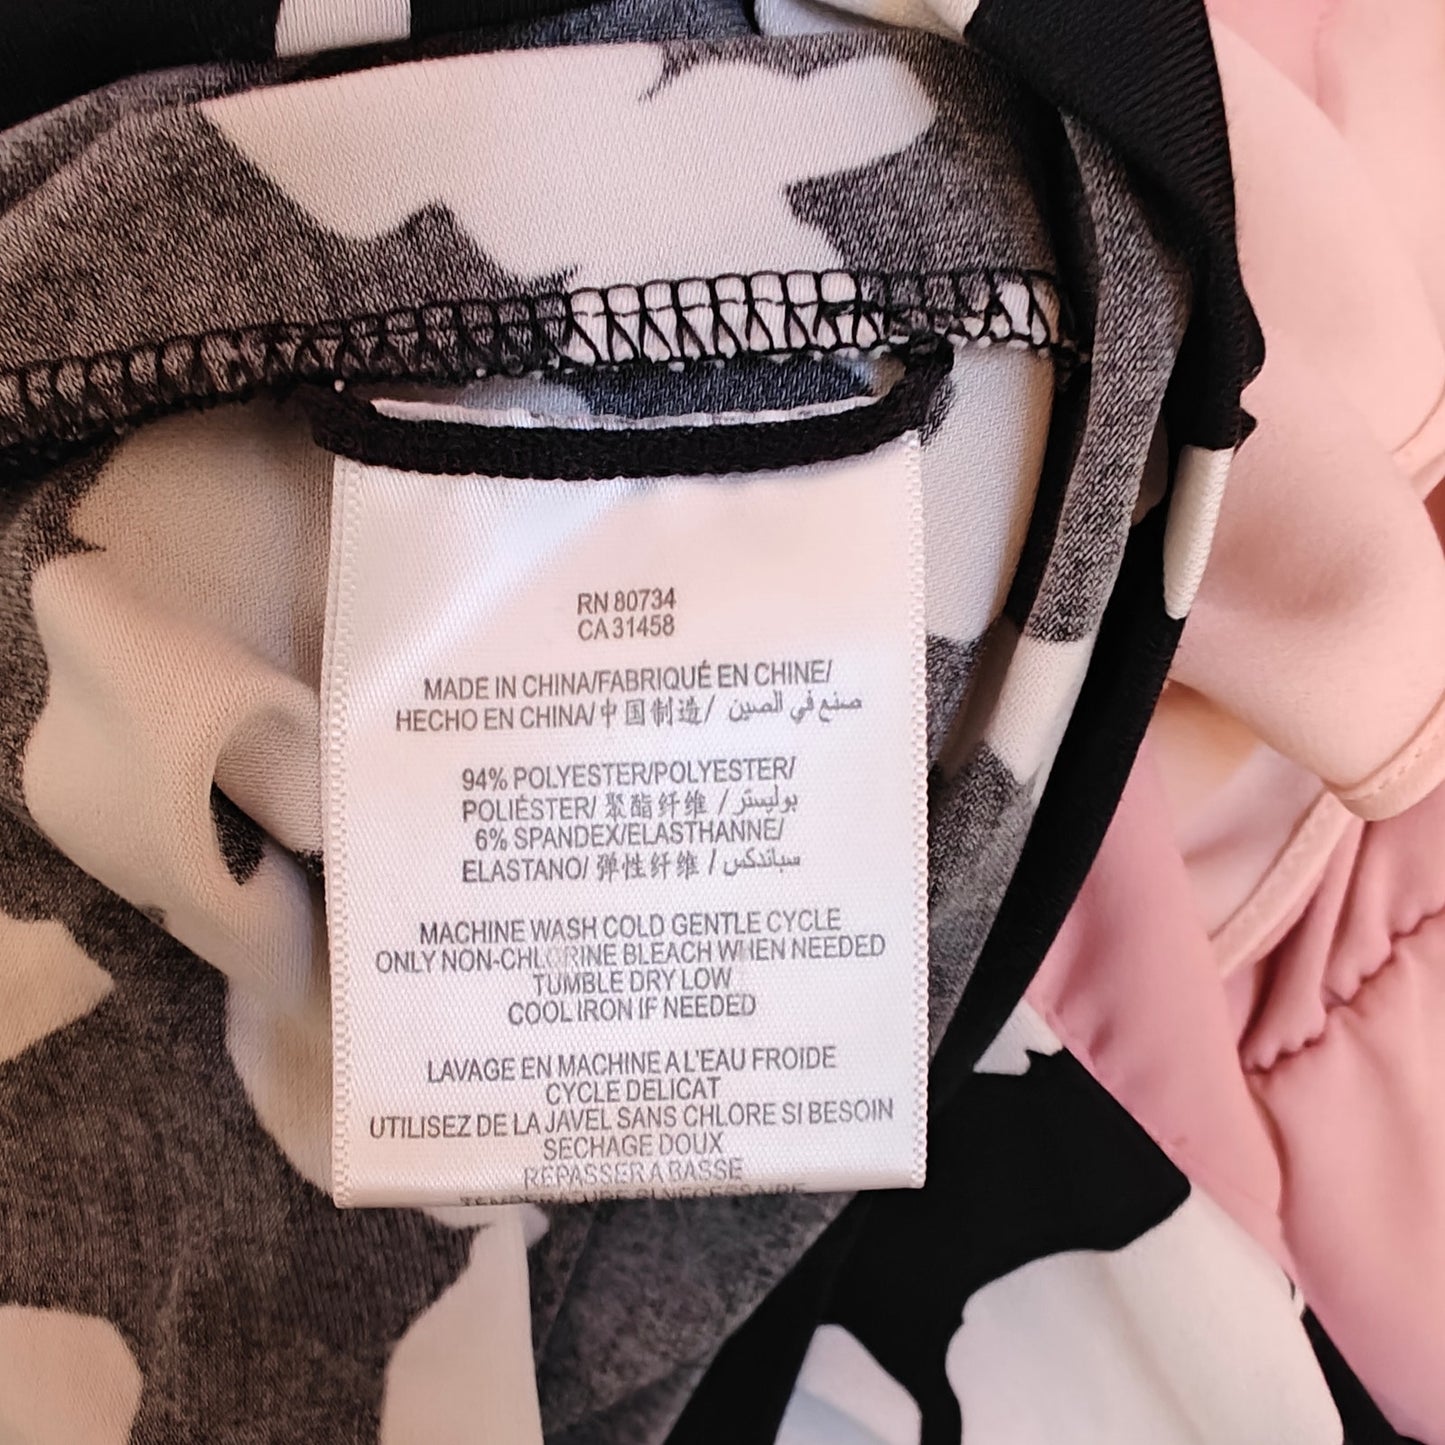 RN 80734
CA 31458
MADE IN CHINA/FABRIQUÉ EN CHINE/
HECHO EN CHINA/中国制造/ صنع في الصين
94% POLYESTER/POLYESTER/
POLIÉSTER/ 聚酯纤维 / بوليستر
6% SPANDEX/ELASTHANNE/
ELASTANO/ 弹性纤维 / سباندكس
MACHINE WASH COLD GENTLE CYCLE
ONLY NON-CHLORINE BLEACH WHEN NEEDED
TUMBLE DRY LOW
COOL IRON IF NEEDED
LAVAGE EN MACHINE A L'EAU FROIDE
CYCLE DELICAT
UTILISEZ DE LA JAVEL SANS CHLORE SI BESOIN
SECHAGE DOUX
REPASSER A BASSE
TEMPERATURE SI NECESSAIRE